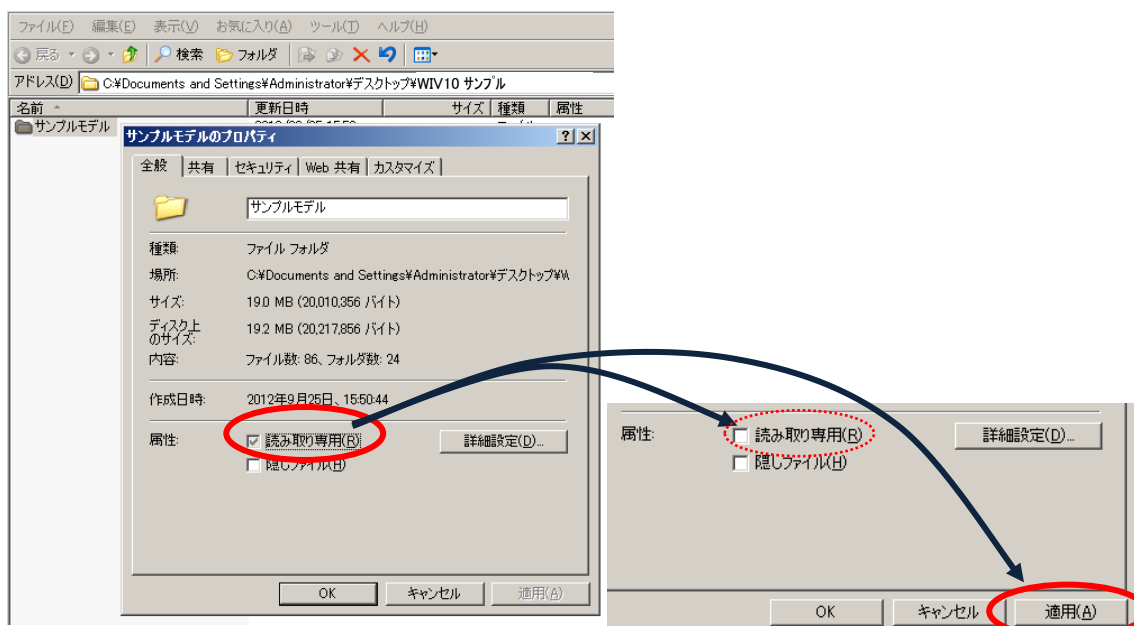 ファイル(F) 編集(E) 表示(V) お気に入り(A) ツール(T) ヘルプ(H)
戻る 検索 フォルダ
アドレス(D) C:¥Documents and Settings¥Administrator¥デスクトップ¥WIV10 サンプル
名前 更新日時 サイズ 種類 属性
サンプルモデル
サンプルモデルのプロパティ
全般 共有 セキュリティ Web 共有 カスタマイズ
サンプルモデル
種類: ファイル フォルダ
場所: C:¥Documents and Settings¥Administrator¥デスクトップ¥W
サイズ: 19.0 MB (20,010,356 バイト)
ディスク上
のサイズ: 19.2 MB (20,217,856 バイト)
内容: ファイル数: 86、フォルダ数: 24
作成日時: 2012年9月25日、15:50:44
属性: 読み取り専用(R) 詳細設定(D)...
隠しファイル(H)
OK キャンセル 適用(A)
属性: 読み取り専用(R) 詳細設定(D)...
隠しファイル(H)
OK キャンセル 適用(A)